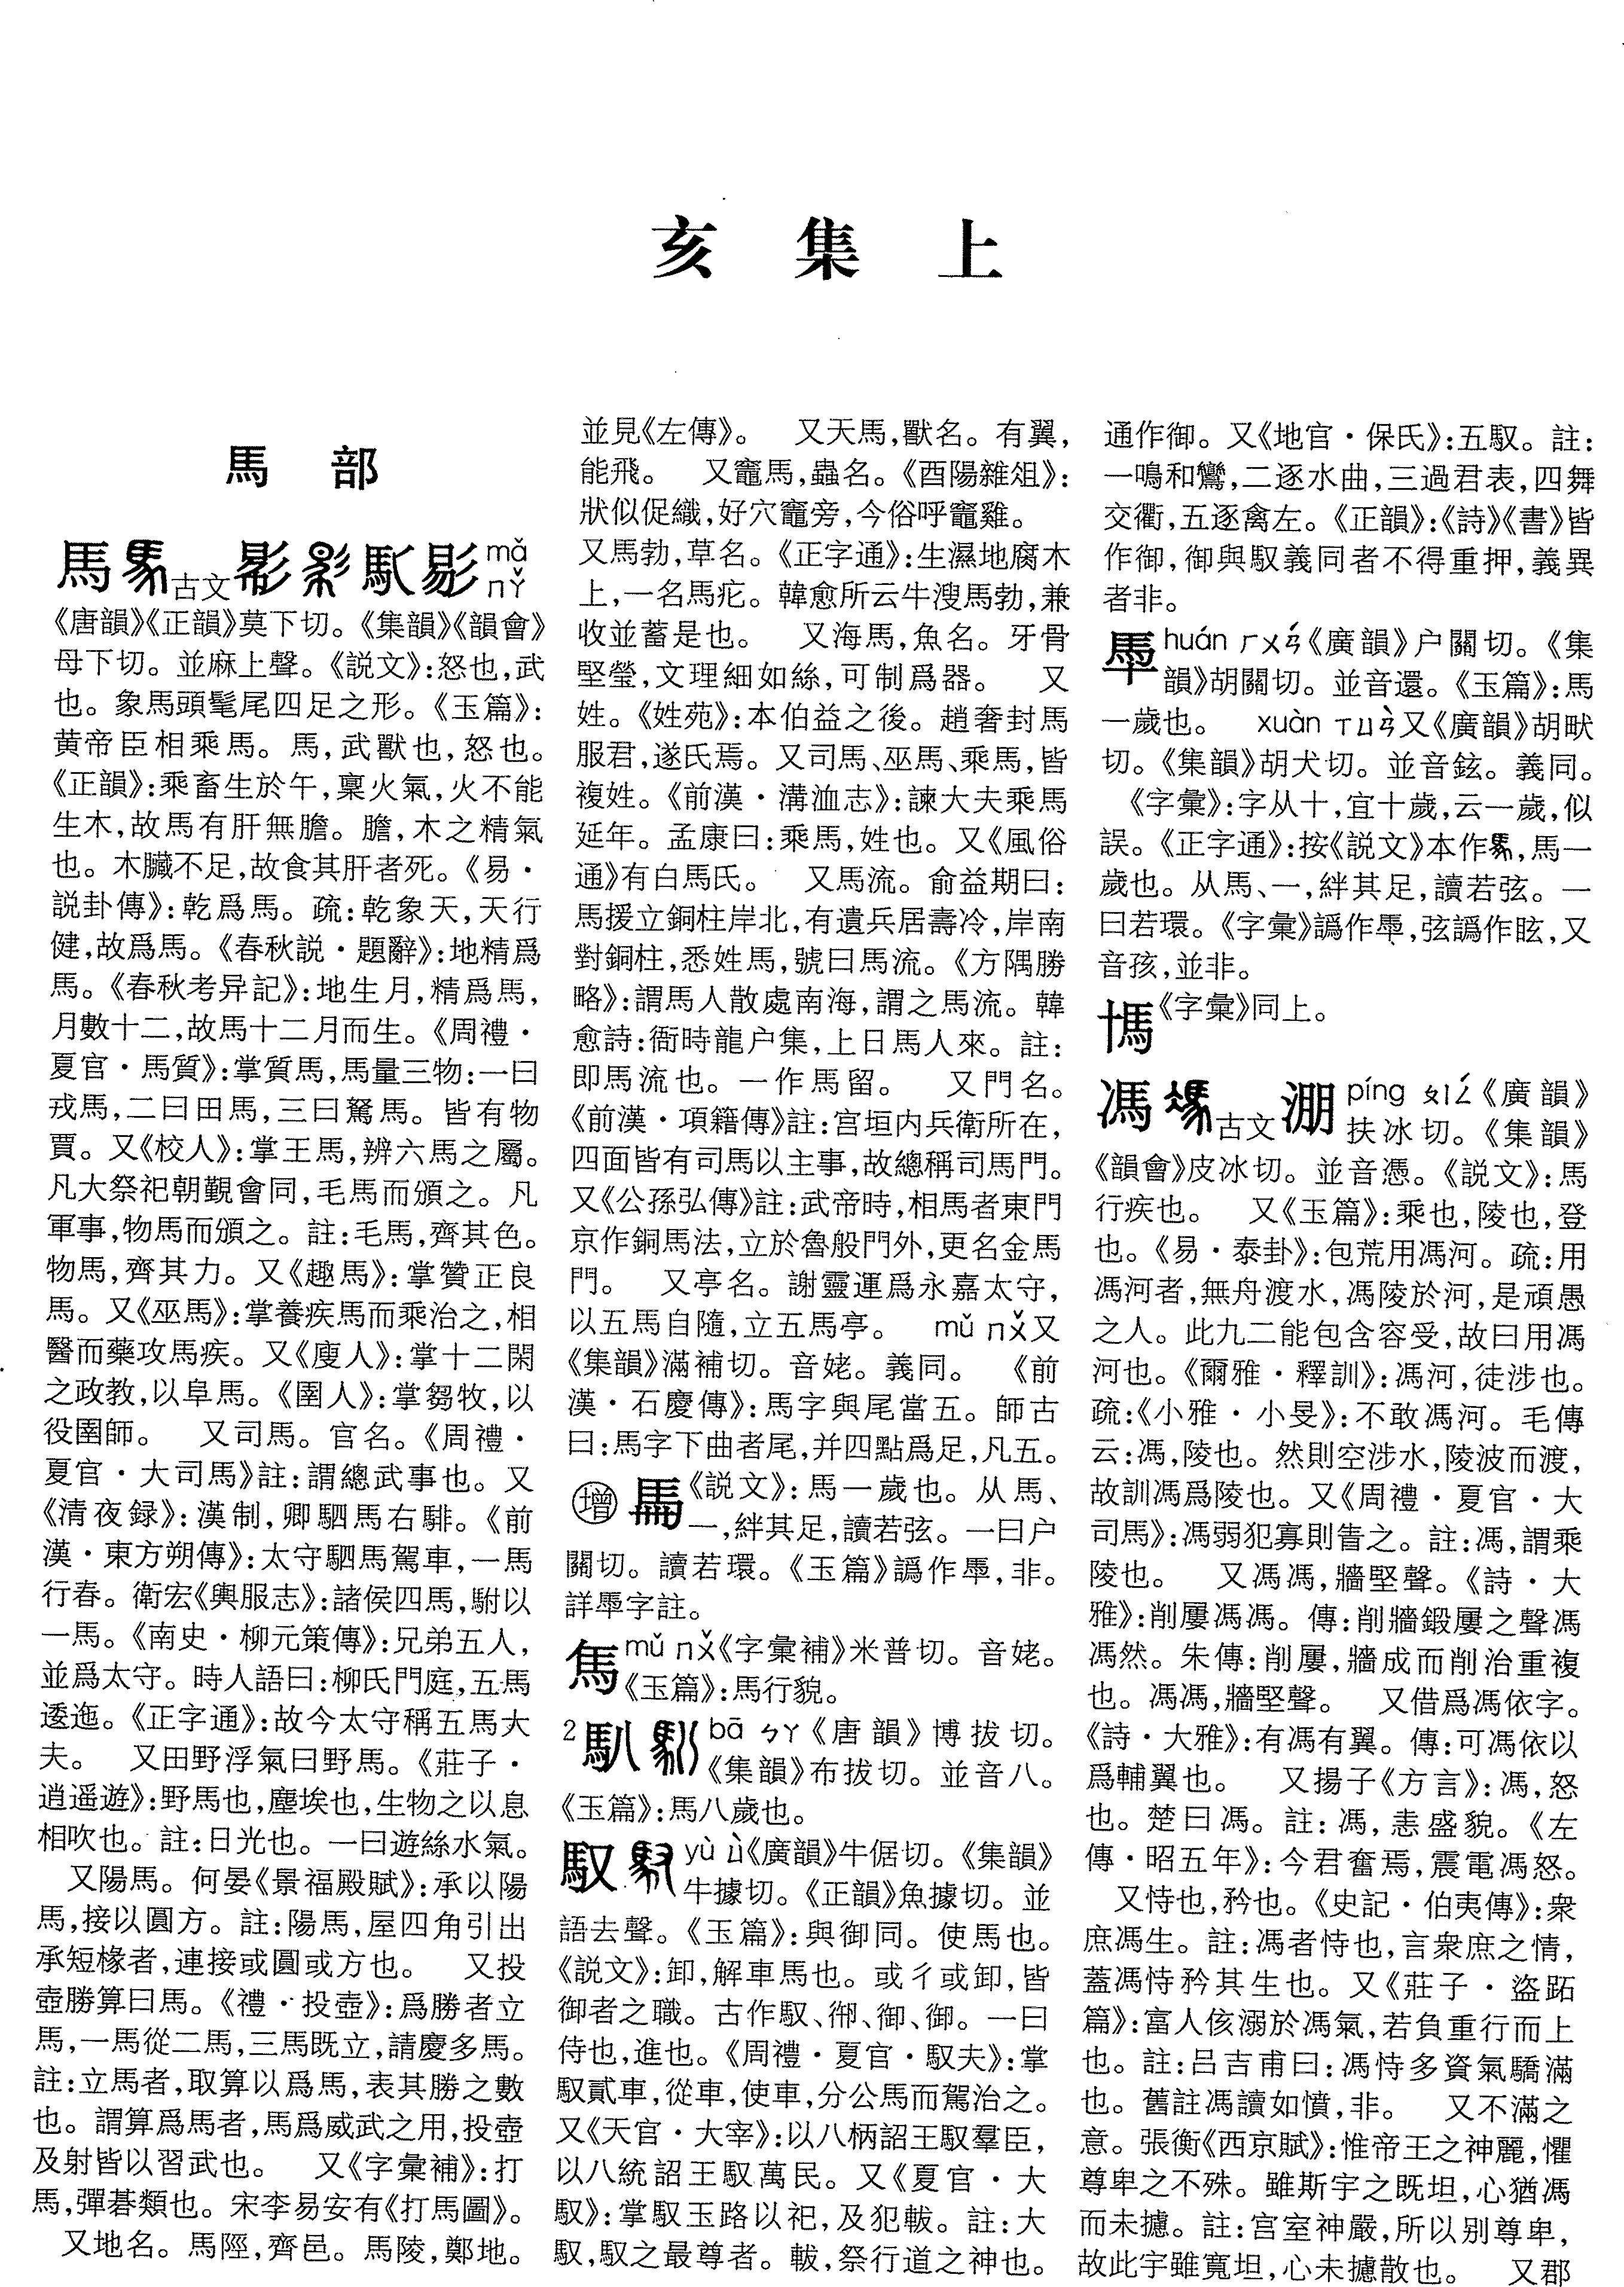 亥集上
馬部
馬 古文 mǎ
ㄇㄚˇ
《唐韻》《正韻》莫下切。《集韻》《韻會》
母下切。並麻上聲。《説文》：怒也，武
也。象馬頭髦尾四足之形。《玉篇》：
黄帝臣相乘馬。馬，武獸也，怒也。
《正韻》：乘畜生於午，稟火氣，火不能
生木，故馬有肝無膽。膽，木之精氣
也。木臟不足，故食其肝者死。《易·
説卦傳》：乾爲馬。疏：乾象天，天行
健，故爲馬。《春秋説·題辭》：地精爲
馬。《春秋考异記》：地生月，精爲馬，
月數十二，故馬十二月而生。《周禮·
夏官·馬質》：掌質馬，馬量三物：一曰
戎馬，二曰田馬，三曰駑馬。皆有物
賈。又《校人》：掌王馬，辨六馬之屬。
凡大祭祀朝覲會同，毛馬而頒之。凡
軍事，物馬而頒之。註：毛馬，齊其色。
物馬，齊其力。又《趣馬》：掌贊正良
馬。又《巫馬》：掌養疾馬而乘治之，相
醫而藥攻馬疾。又《廋人》：掌十二閑
之政教，以阜馬。《圉人》：掌芻牧，以
役圉師。　又司馬。官名。《周禮·
夏官·大司馬》註：謂總武事也。又
《清夜録》：漢制，卿駟馬右騑。《前
漢·東方朔傳》：太守駟馬駕車，一馬
行春。衛宏《輿服志》：諸侯四馬，駙以
一馬。《南史·柳元策傳》：兄弟五人，
並爲太守。時人語曰：柳氏門庭，五馬
逶迤。《正字通》：故今太守稱五馬大
夫。　又田野浮氣曰野馬。《莊子·
逍遥遊》：野馬也，塵埃也，生物之以息
相吹也。註：日光也。一曰遊絲水氣。
又陽馬。何晏《景福殿賦》：承以陽
馬，接以圓方。註：陽馬，屋四角引出
承短椽者，連接或圓或方也。　又投
壺勝算曰馬。《禮·投壺》：爲勝者立
馬，一馬從二馬，三馬既立，請慶多馬。
註：立馬者，取算以爲馬，表其勝之數
也。謂算爲馬者，馬爲威武之用，投壺
及射皆以習武也。　又《字彙補》：打
馬，彈碁類也。宋李易安有《打馬圖》。
又地名。馬陘，齊邑。馬陵，鄭地。
並見《左傳》。　又天馬，獸名。有翼，
能飛。　又竈馬，蟲名。《酉陽雜俎》：
狀似促織，好穴竈旁，今俗呼竈雞。
又馬勃，草名。《正字通》：生濕地腐木
上，一名馬疕。韓愈所云牛溲馬勃，兼
收並蓄是也。　又海馬，魚名。牙骨
堅瑩，文理細如絲，可制爲器。　又
姓。《姓苑》：本伯益之後。趙奢封馬
服君，遂氏焉。又司馬、巫馬、乘馬，皆
複姓。《前漢·溝洫志》：諫大夫乘馬
延年。孟康曰：乘馬，姓也。又《風俗
通》有白馬氏。　又馬流。俞益期曰：
馬援立銅柱岸北，有遺兵居壽泠，岸南
對銅柱，悉姓馬，號曰馬流。《方隅勝
略》：謂馬人散處南海，謂之馬流。韓
愈詩：衙時龍户集，上日馬人來。註：
即馬流也。一作馬留。　又門名。
《前漢·項籍傳》註：宫垣内兵衛所在，
四面皆有司馬以主事，故總稱司馬門。
又《公孫弘傳》註：武帝時，相馬者東門
京作銅馬法，立於魯般門外，更名金馬
門。　又亭名。謝靈運爲永嘉太守，
以五馬自隨，立五馬亭。　mǔ ㄇㄨˇ又
《集韻》滿補切。音姥。義同。　《前
漢·石慶傳》：馬字與尾當五。師古
曰：馬字下曲者尾，并四點爲足，凡五。
增 《説文》：馬一歲也。从馬、
一，絆其足，讀若弦。一曰户
關切。讀若環。《玉篇》譌作馵，非。
詳字註。
mǔ ㄇㄨˇ《字彙補》米普切。音姥。
《玉篇》：馬行貌。
2 馭 bā ㄅㄚ《唐韻》博拔切。
《集韻》布拔切。並音八。
《玉篇》：馬八歲也。
馭 yù ㄩˋ《廣韻》牛倨切。《集韻》
牛據切。《正韻》魚據切。並
語去聲。《玉篇》：與御同。使馬也。
《説文》：卸，解車馬也。或彳或卸，皆
御者之職。古作馭、御、御。一曰
侍也，進也。《周禮·夏官·馭夫》：掌
馭貳車，從車，使車，分公馬而駕治之。
又《天官·大宰》：以八柄詔王馭羣臣，
以八統詔王馭萬民。又《夏官·大
馭》：掌馭玉路以祀，及犯軷。註：大
馭，馭之最尊者。軷，祭行道之神也。
通作御。又《地官·保氏》：五馭。註：
一鳴和鸞，二逐水曲，三過君表，四舞
交衢，五逐禽左。《正韻》：《詩》《書》皆
作御，御與馭義同者不得重押，義異
者非。
huán ㄏㄨㄢˊ《廣韻》户關切。《集
韻》胡關切。並音還。《玉篇》：馬
一歲也。　xuàn ㄒㄩㄢˋ又《廣韻》胡畎
切。《集韻》胡犬切。並音鉉。義同。
《字彙》：字从十，宜十歲，云一歲，似
誤。《正字通》：按《説文》本作，馬一
歲也。从馬、一，絆其足，讀若弦。一
曰若環。《字彙》譌作，弦譌作眩，又
音孩，並非。
《字彙》同上。
馮 古文 píng ㄆㄧㄥˊ《廣韻》
扶冰切。《集韻》
《韻會》皮冰切。並音憑。《説文》：馬
行疾也。　又《玉篇》：乘也，陵也，登
也。《易·泰卦》：包荒用馮河。疏：用
馮河者，無舟渡水，馮陵於河，是頑愚
之人。此九二能包含容受，故曰用馮
河也。《爾雅·釋訓》：馮河，徒涉也。
疏：《小雅·小旻》：不敢馮河。毛傳
云：馮，陵也。然則空涉水，陵波而渡，
故訓馮爲陵也。又《周禮·夏官·大
司馬》：馮弱犯寡則眚之。註：馮，謂乘
陵也。　又馮馮，牆堅聲。《詩·大
雅》：削屢馮馮。傳：削牆鍛屢之聲馮
馮然。朱傳：削屢，牆成而削治重複
也。馮馮，牆堅聲。　又借爲馮依字。
《詩·大雅》：有馮有翼。傳：可馮依以
爲輔翼也。　又揚子《方言》：馮，怒
也。楚曰馮。註：馮，恚盛貌。《左
傳·昭五年》：今君奮焉，震電馮怒。
又恃也，矜也。《史記·伯夷傳》：衆
庶馮生。註：馮者恃也，言衆庶之情，
蓋馮恃矜其生也。又《莊子·盜跖
篇》：富人侅溺於馮氣，若負重行而上
也。註：吕吉甫曰：馮恃多資氣驕滿
也。舊註馮讀如憤，非。　又不滿之
意。張衡《西京賦》：惟帝王之神麗，懼
尊卑之不殊。雖斯宇之既坦，心猶馮
而未攄。註：宫室神嚴，所以别尊卑，
故此宇雖寬坦，心未攄散也。　又郡